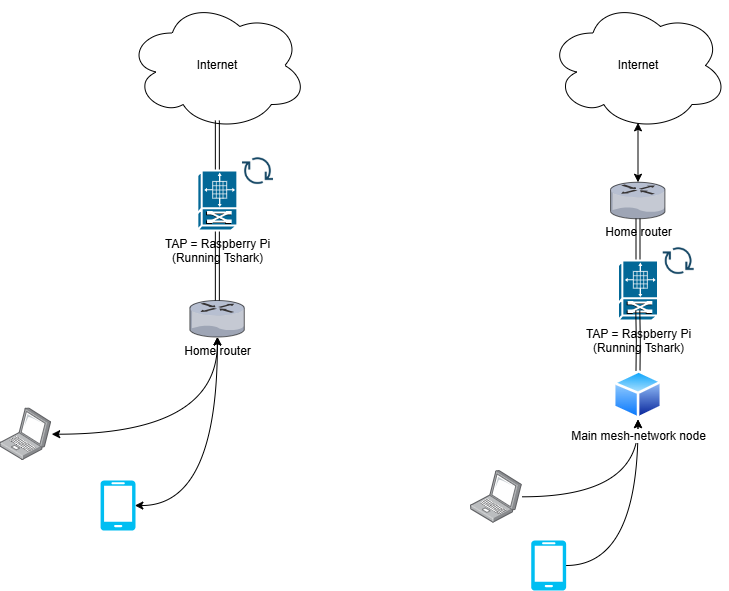 Internet
TAP = Raspberry Pi
(Running Tshark)
Home router
Internet
Home router
TAP = Raspberry Pi
(Running Tshark)
Main mesh-network node